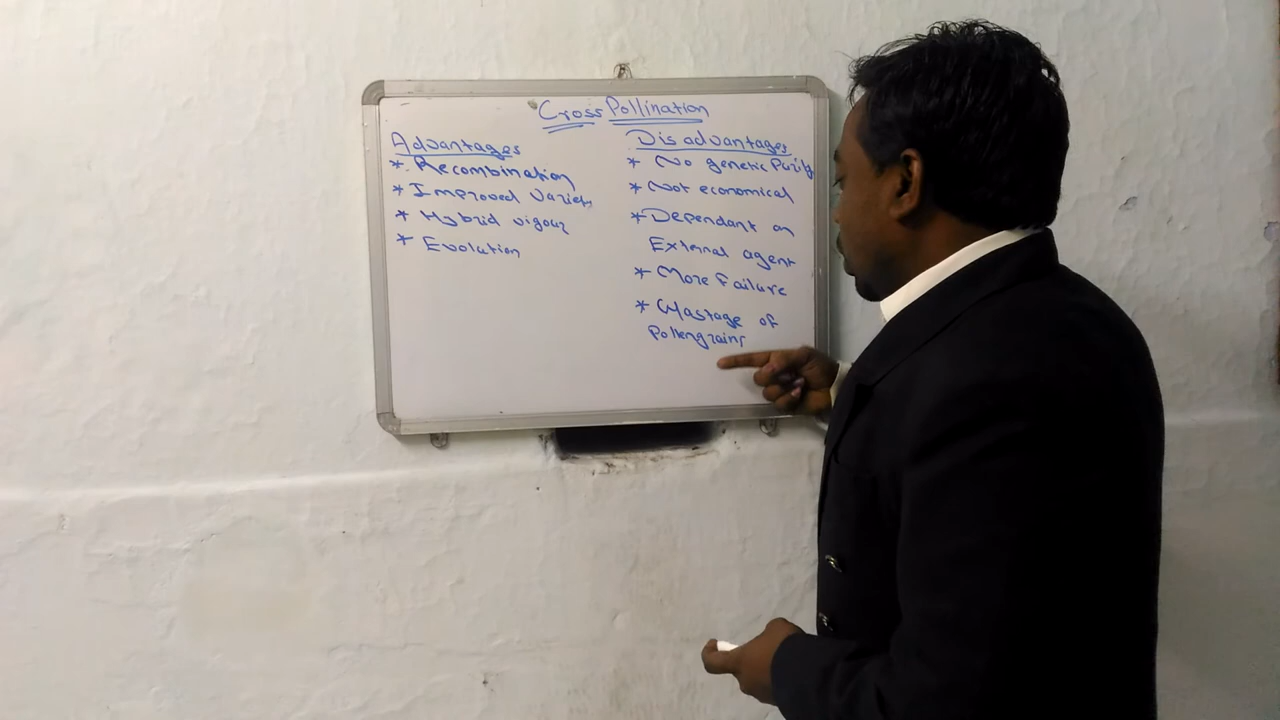 Cross Pollination
Advantages
* Recombination
* Improved Variety
* Hybrid vigour
* Evolution
Disadvantages
* No genetic Purity
* Not economical
* Dependant on
External agent
* More Failure
* Wastage of
Pollengrains